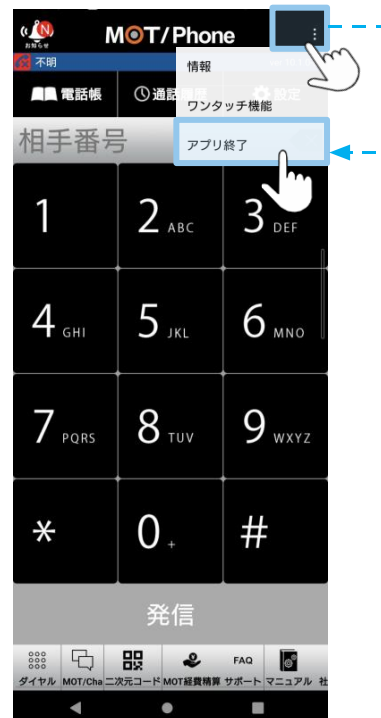 N
お知らせ
MOT/Phone
不明
情報
電話帳
通話
設定
ワンタッチ機能
アプリ終了
相手番号
1
2 ABC
3 DEF
4 GHI
5 JKL
6 MNO
7 PQRS
8 TUV
9 WXYZ
*
0 +
#
発信
FAQ
ダイヤル MOT/Cha 二次元コード MOT経費精算 サポート マニュアル 社